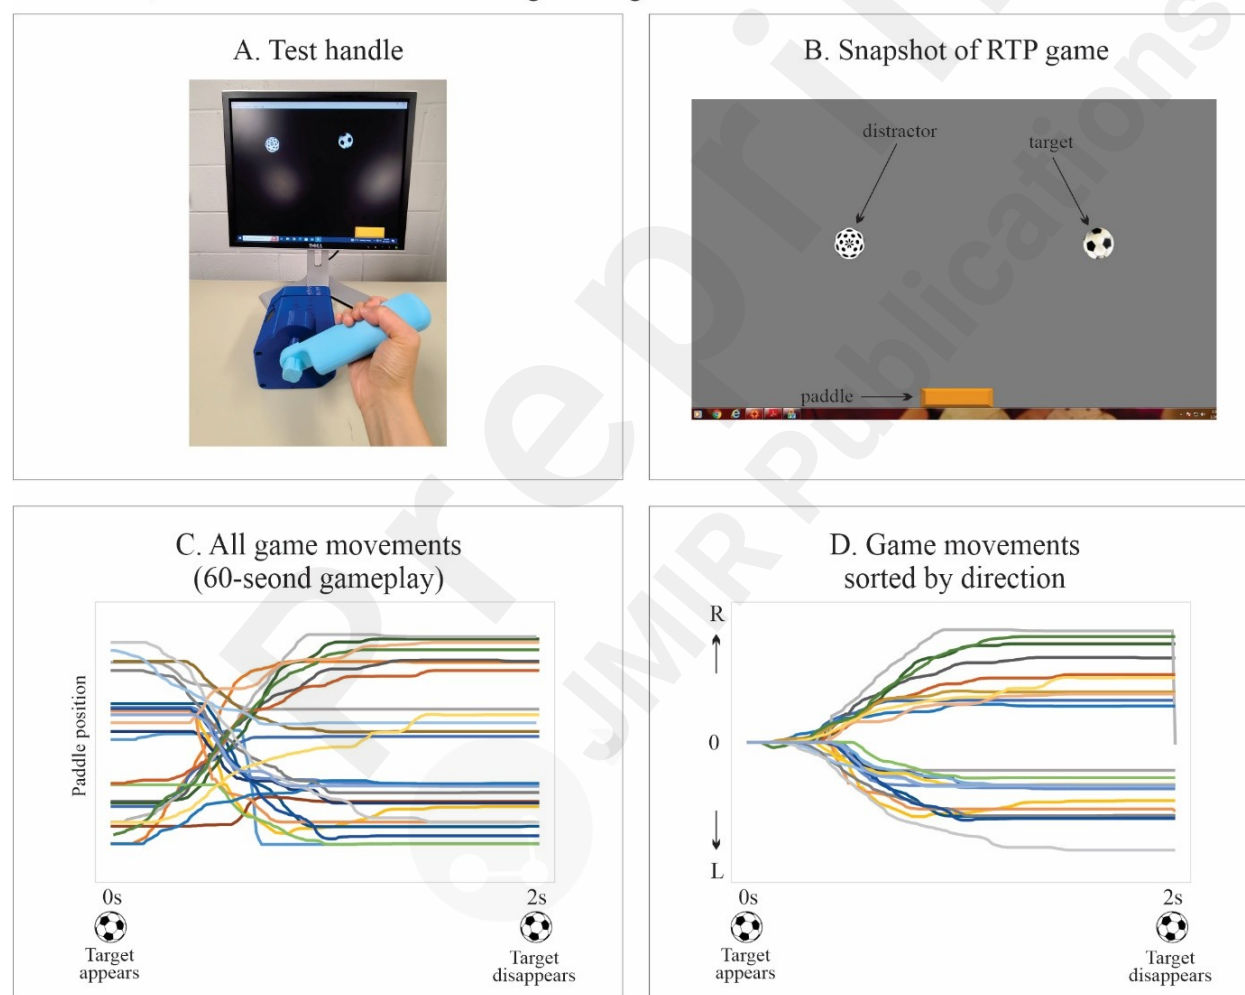 A. Test handle
DELL
B. Snapshot of RTP game
distractor
target
paddle
C. All game movements
(60-seond gameplay)
Paddle position
0s
2s
Target
appears
Target
disappears
D. Game movements
sorted by direction
R
0
L
0s
2s
Target
appears
Target
disappears
Preprint
JMIR Publications